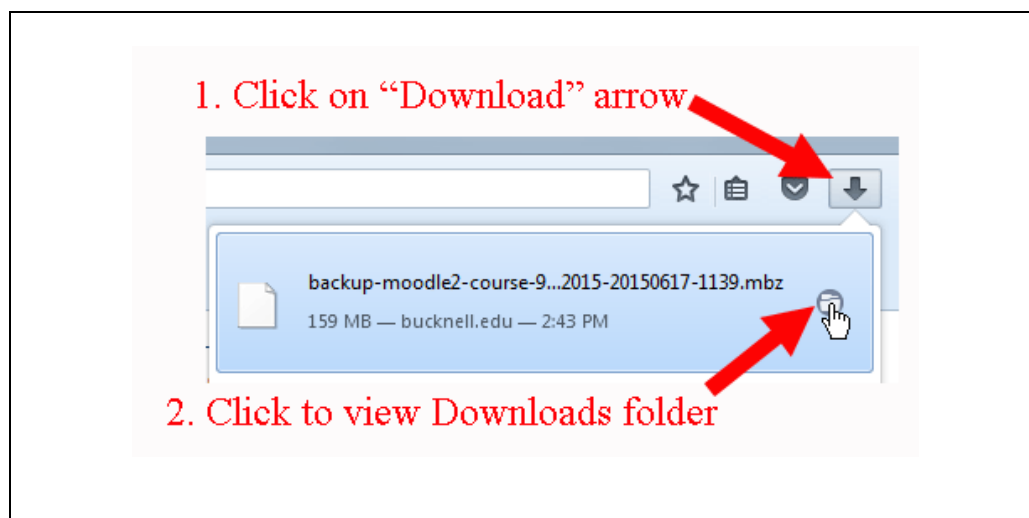 1. Click on “Download” arrow
backup-moodle2-course-9...2015-20150617-1139.mbz
159 MB — bucknell.edu — 2:43 PM
2. Click to view Downloads folder